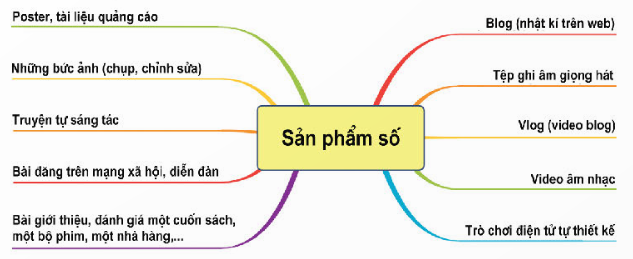 Poster, tài liệu quảng cáo
Những bức ảnh (chụp, chỉnh sửa)
Truyện tự sáng tác
Bài đăng trên mạng xã hội, diễn đàn
Bài giới thiệu, đánh giá một cuốn sách,
một bộ phim, một nhà hàng,...
Sản phẩm số
Blog (nhật kí trên web)
Tệp ghi âm giọng hát
Vlog (video blog)
Video âm nhạc
Trò chơi điện tử tự thiết kế